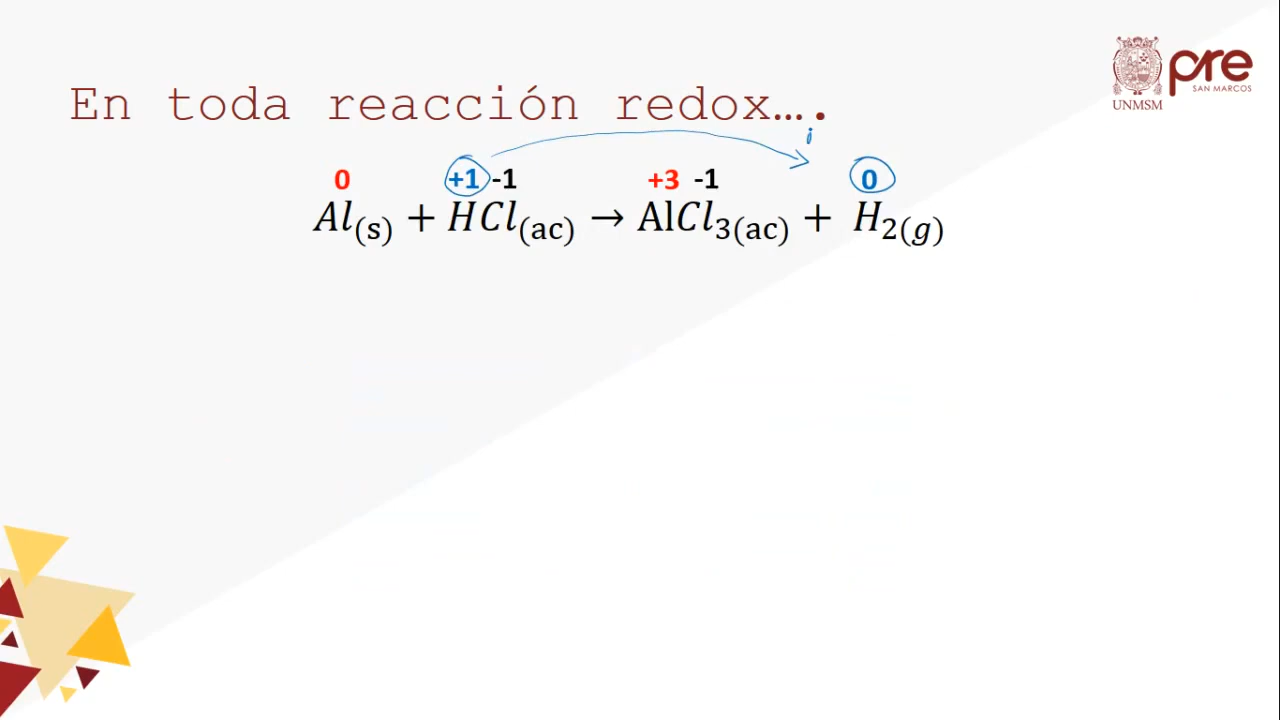 En toda reacción redox….
pre
SAN MARCOS
UNMSM
0 +1 -1 +3 -1 0
Al(s) + HCl(ac) → AlCl3(ac) + H2(g)